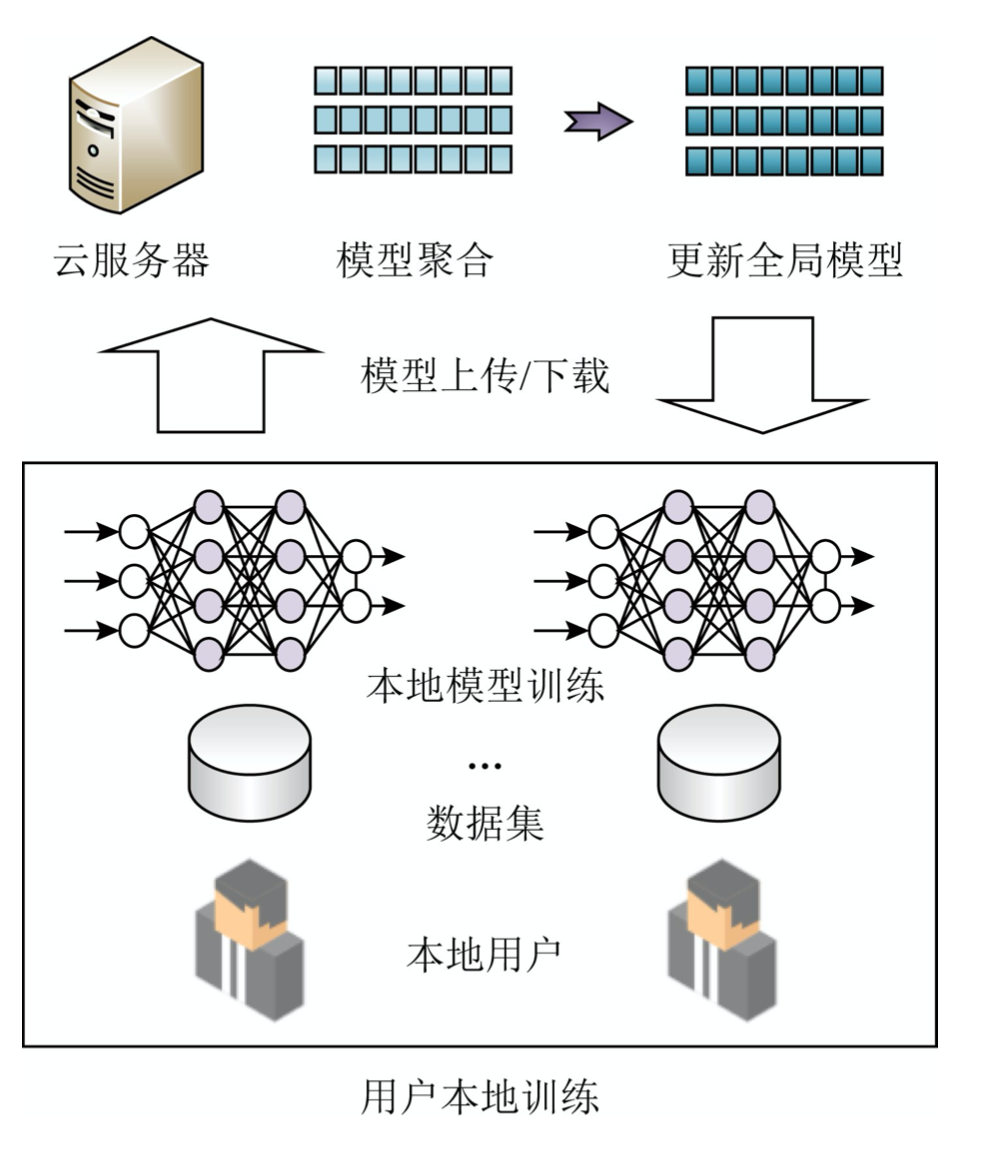 云服务器
模型聚合
更新全局模型
模型上传/下载
本地模型训练
...
数据集
本地用户
用户本地训练